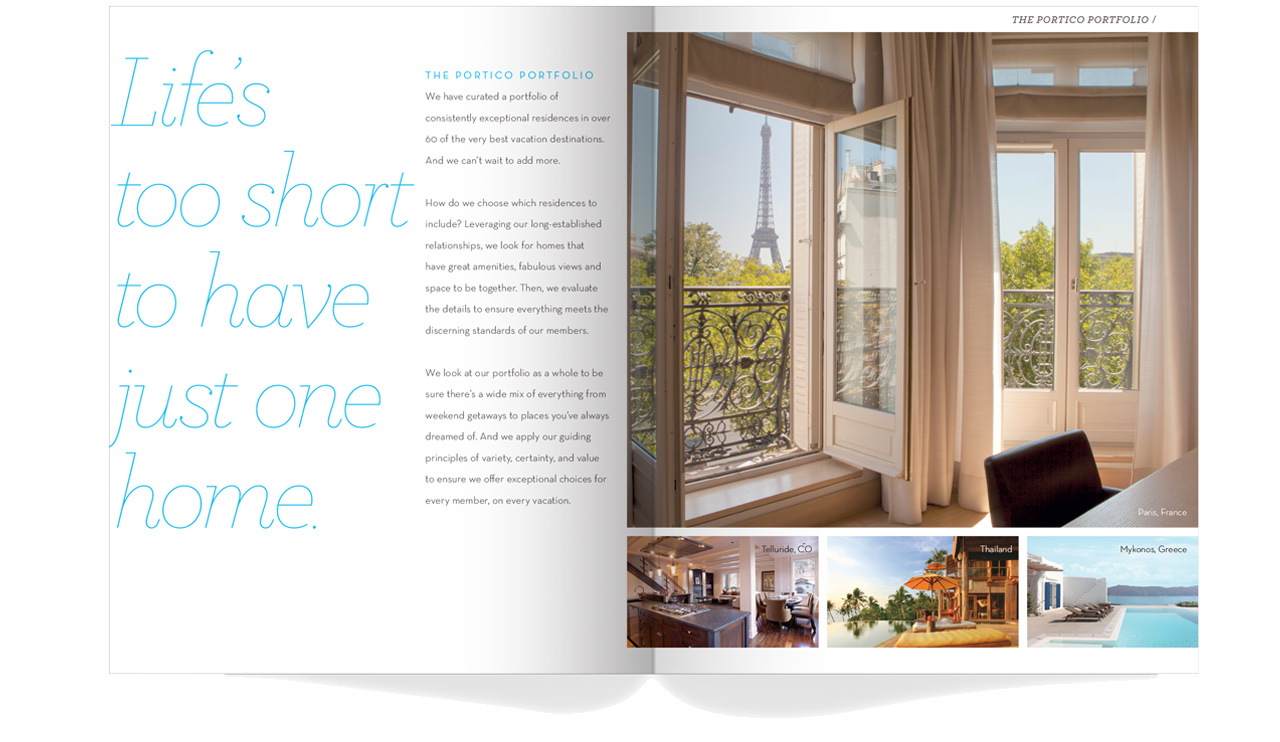 Life's
too short
to have
just one
home.
THE PORTICO PORTFOLIO
We have curated a portfolio of
consistently exceptional residences in over
60 of the very best vacation destinations.
And we can't wait to add more.
How do we choose which residences to
include? Leveraging our long-established
relationships, we look for homes that
have great amenities, fabulous views and
space to be together. Then, we evaluate
the details to ensure everything meets the
discerning standards of our members.
We look at our portfolio as a whole to be
sure there's a wide mix of everything from
weekend getaways to places you've always
dreamed of. And we apply our guiding
principles of variety, certainty, and value
to ensure we offer exceptional choices for
every member, on every vacation.
THE PORTICO PORTFOLIO /
Paris, France
Telluride, CO
Thailand
Mykonos, Greece